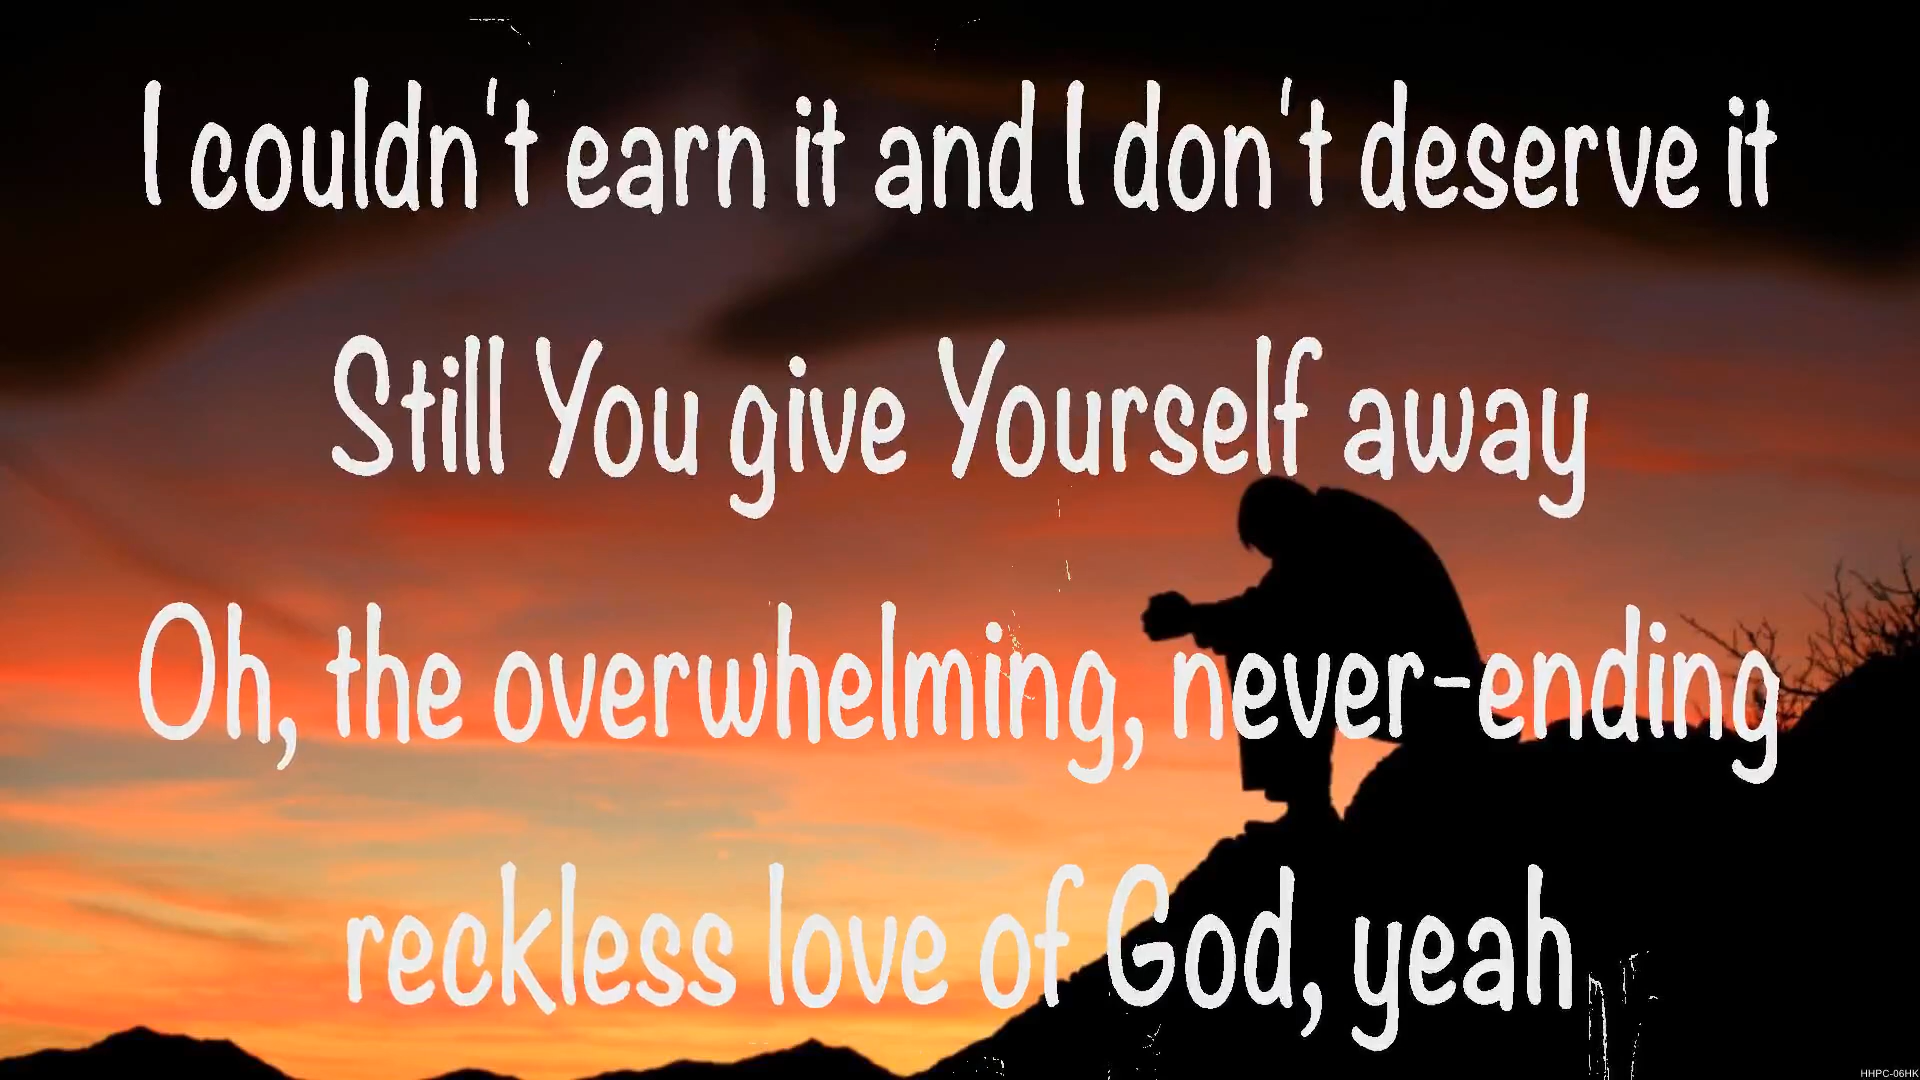 I couldn't earn it and I don't deserve it
Still You give Yourself away
Oh, the overwhelming, never-ending
reckless love of God, yeah
HHPC-06HK